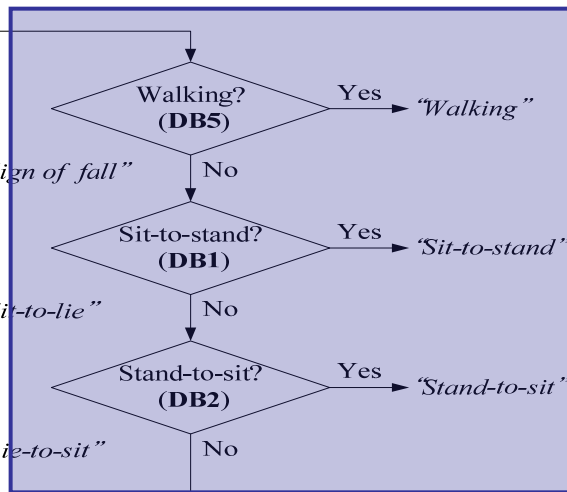 Walking?
(DB5)
Yes
“Walking”
ign of fall”
No
Sit-to-stand?
(DB1)
Yes
“Sit-to-stand”
it-to-lie”
No
Stand-to-sit?
(DB2)
Yes
“Stand-to-sit”
ie-to-sit”
No